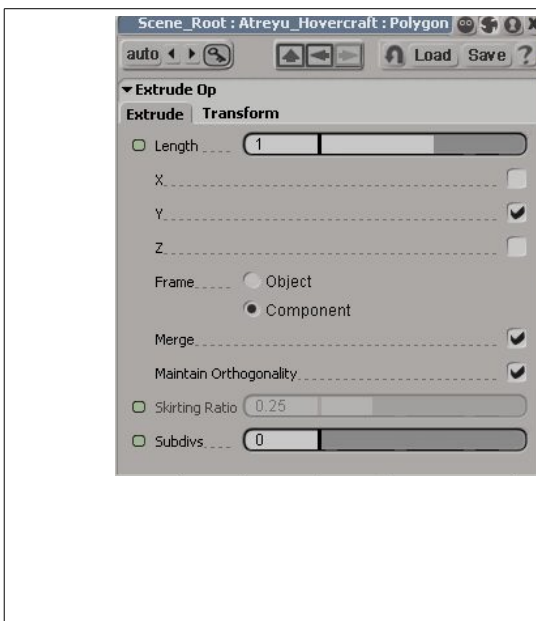 Scene_Root : Atreyu_Hovercraft : Polygon
auto Load Save ?
Extrude Op
Extrude Transform
Length 1
X
Y
Z
Frame Object
Component
Merge
Maintain Orthogonality
Skirting Ratio 0.25
Subdivs 0